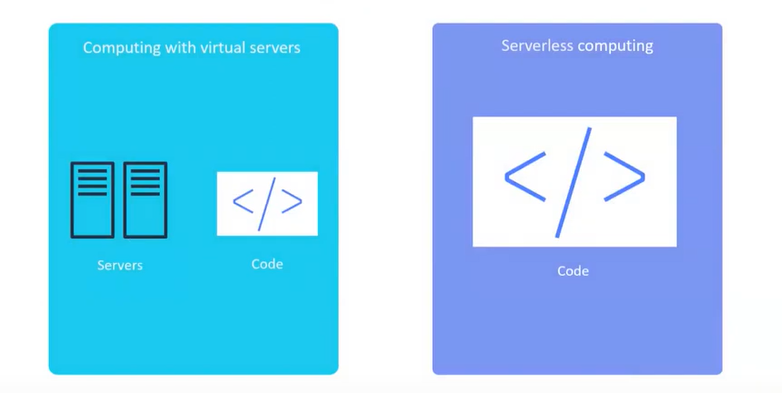 Computing with virtual servers
Servers
Code
Serverless computing
Code